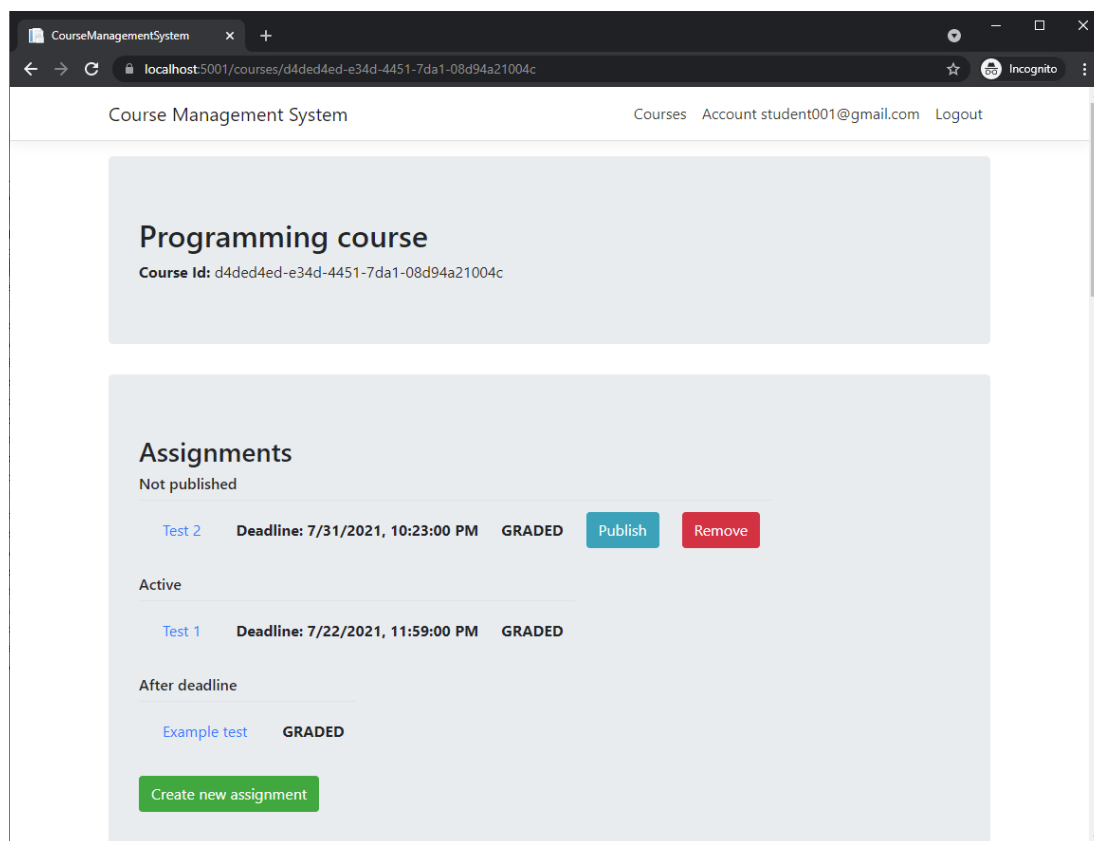 CourseManagementSystem
localhost:5001/courses/d4ded4ed-e34d-4451-7da1-08d94a21004c
Incognito
Course Management System
Courses Account student001@gmail.com Logout
Programming course
Course Id: d4ded4ed-e34d-4451-7da1-08d94a21004c
Assignments
Not published
Test 2 Deadline: 7/31/2021, 10:23:00 PM GRADED Publish Remove
Active
Test 1 Deadline: 7/22/2021, 11:59:00 PM GRADED
After deadline
Example test GRADED
Create new assignment